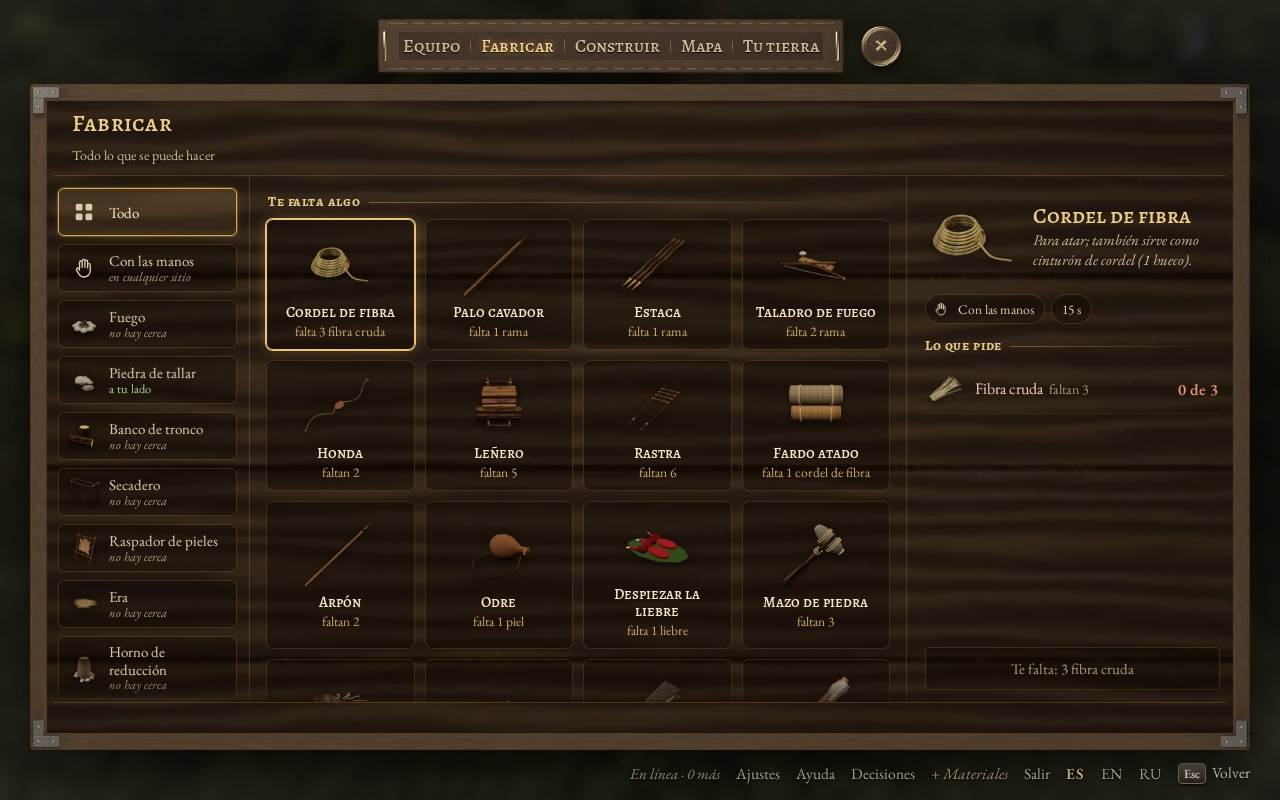 Equipo
Fabricar
Construir
Mapa
Tu tierra
Fabricar
Todo lo que se puede hacer
Todo
Con las manos
en cualquier sitio
Fuego
no hay cerca
Piedra de tallar
a tu lado
Banco de tronco
no hay cerca
Secadero
no hay cerca
Raspador de pieles
no hay cerca
Era
no hay cerca
Horno de
reducción
no hay cerca
Te falta algo
Cordel de fibra
falta 3 fibra cruda
Palo cavador
falta 1 rama
Estaca
falta 1 rama
Taladro de fuego
falta 2 rama
Honda
faltan 2
Leñero
faltan 5
Rastra
faltan 6
Fardo atado
falta 1 cordel de fibra
Arpón
faltan 2
Odre
falta 1 piel
Despiezar la
liebre
falta 1 liebre
Mazo de piedra
faltan 3
Cordel de fibra
Para atar; también sirve como
cinturón de cordel (1 hueco).
Con las manos
15 s
Lo que pide
Fibra cruda faltan 3
0 de 3
Te falta: 3 fibra cruda
En línea · 0 más
Ajustes
Ayuda
Decisiones
+ Materiales
Salir
ES
EN
RU
Esc
Volver